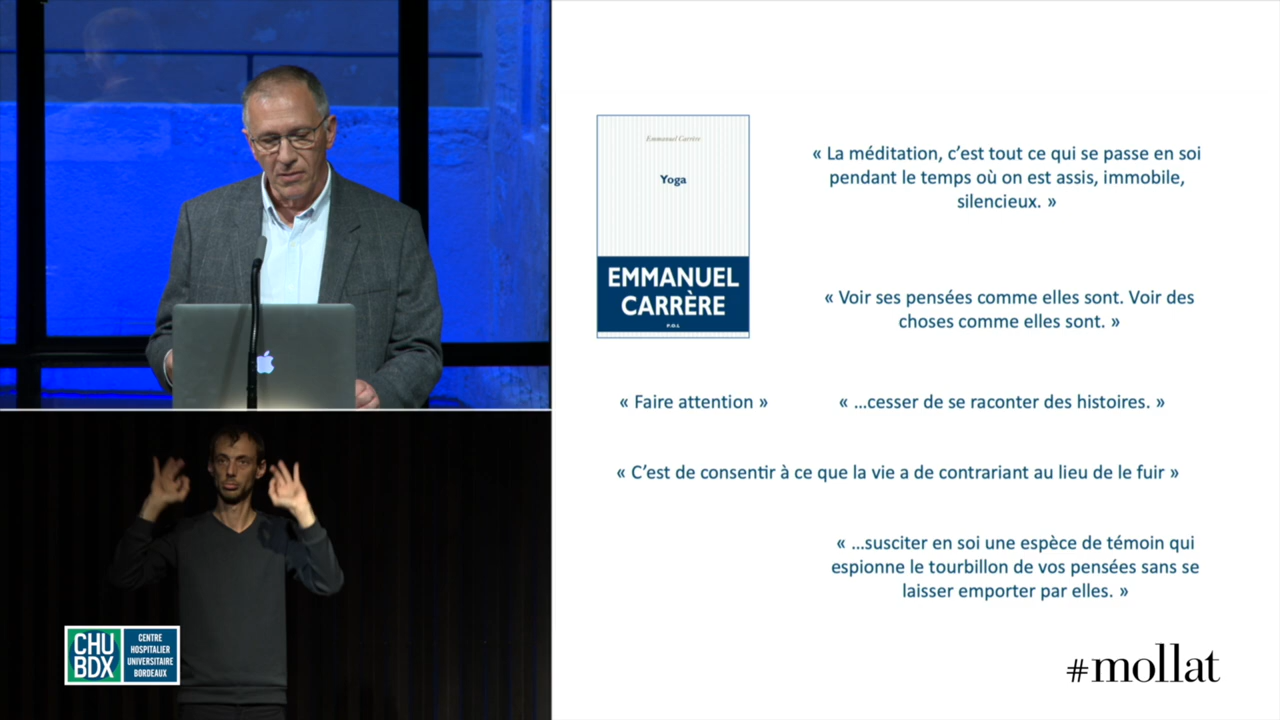 Emmanuel Carrère
Yoga
EMMANUEL
CARRÈRE
P.O.L
« La méditation, c’est tout ce qui se passe en soi
pendant le temps où on est assis, immobile,
silencieux. »
« Voir ses pensées comme elles sont. Voir des
choses comme elles sont. »
« Faire attention »
« ...cesser de se raconter des histoires. »
« C’est de consentir à ce que la vie a de contrariant au lieu de le fuir »
« ...susciter en soi une espèce de témoin qui
espionne le tourbillon de vos pensées sans se
laisser emporter par elles. »
CHU
BDX
CENTRE
HOSPITALIER
UNIVERSITAIRE
BORDEAUX
#mollat